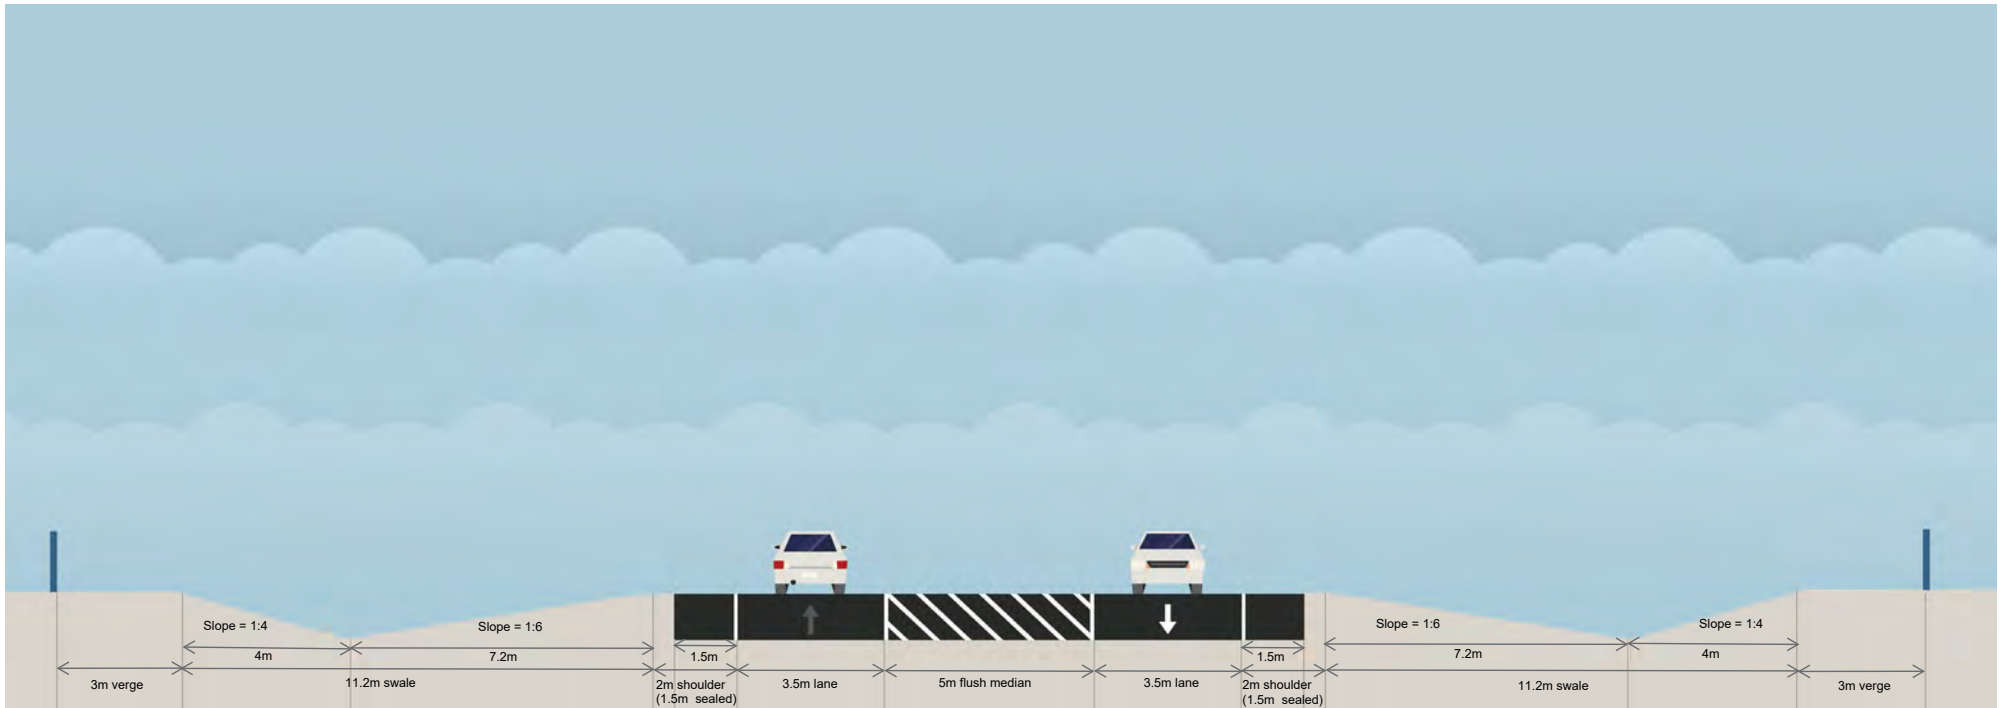 Slope = 1:4
Slope = 1:6
Slope = 1:6
Slope = 1:4
4m
7.2m
1.5m
1.5m
7.2m
4m
3m verge
11.2m swale
2m shoulder
(1.5m sealed)
3.5m lane
5m flush median
3.5m lane
2m shoulder
(1.5m sealed)
11.2m swale
3m verge